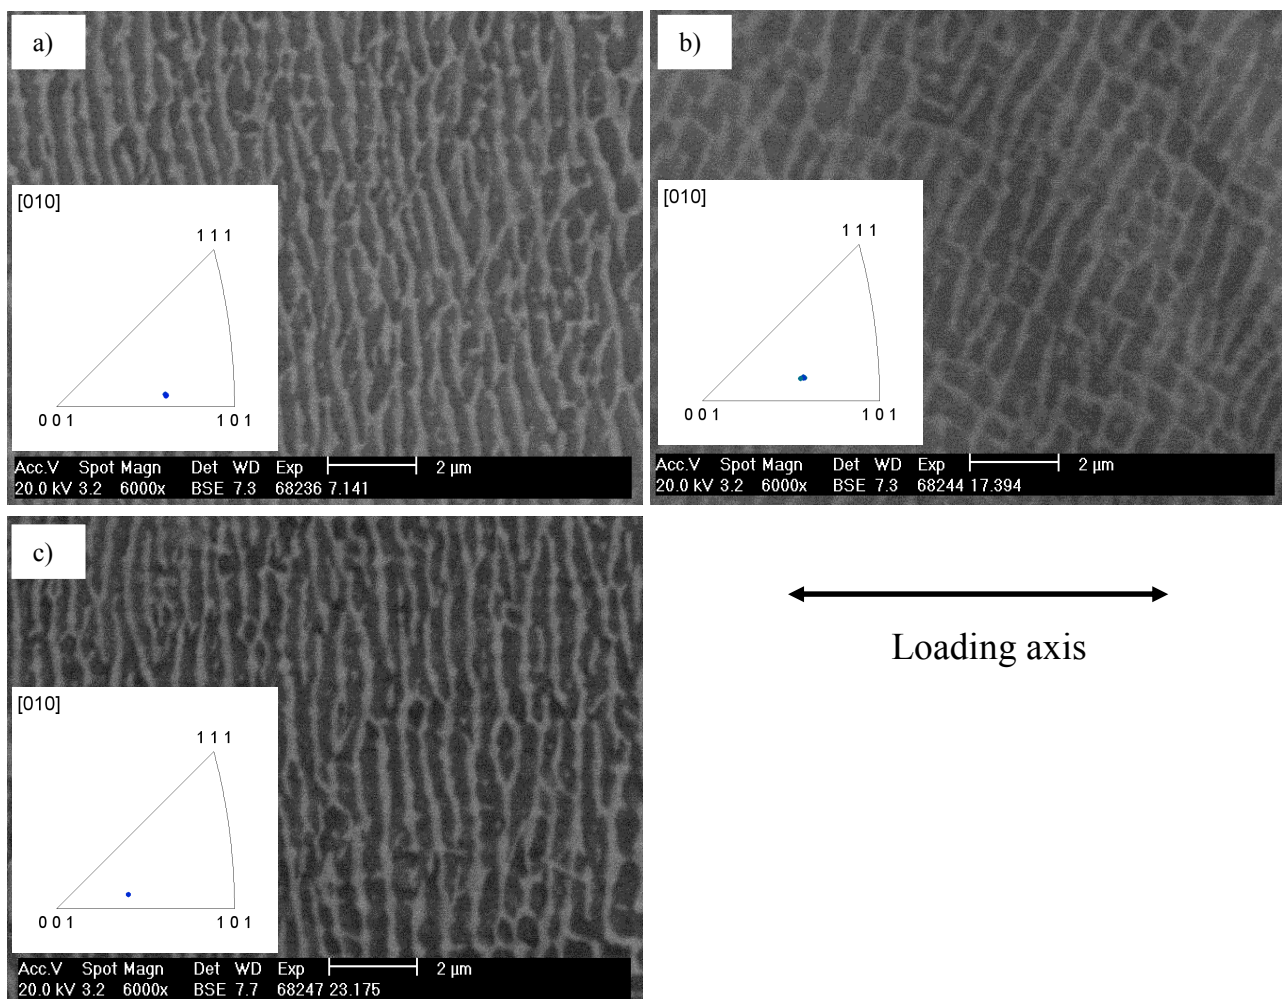 a)
[010]
1 1 1
0 0 1
1 0 1
Acc.V Spot Magn Det WD Exp 2 µm
20.0 kV 3.2 6000x BSE 7.3 68236 7.141
b)
[010]
1 1 1
0 0 1
1 0 1
Acc.V Spot Magn Det WD Exp 2 µm
20.0 kV 3.2 6000x BSE 7.3 68244 17.394
c)
[010]
1 1 1
0 0 1
1 0 1
Acc.V Spot Magn Det WD Exp 2 µm
20.0 kV 3.2 6000x BSE 7.7 68247 23.175
Loading axis